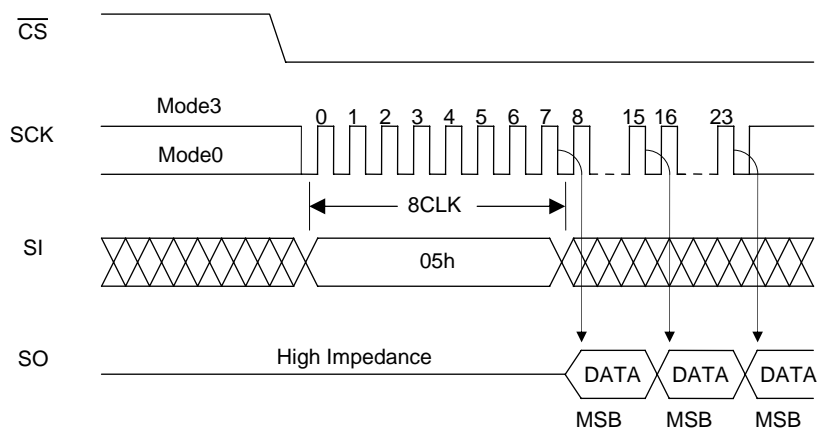 CS
Mode3
0 1 2 3 4 5 6 7 8 15 16 23
SCK
Mode0
8CLK
SI
05h
High Impedance
SO
DATA DATA DATA
MSB MSB MSB